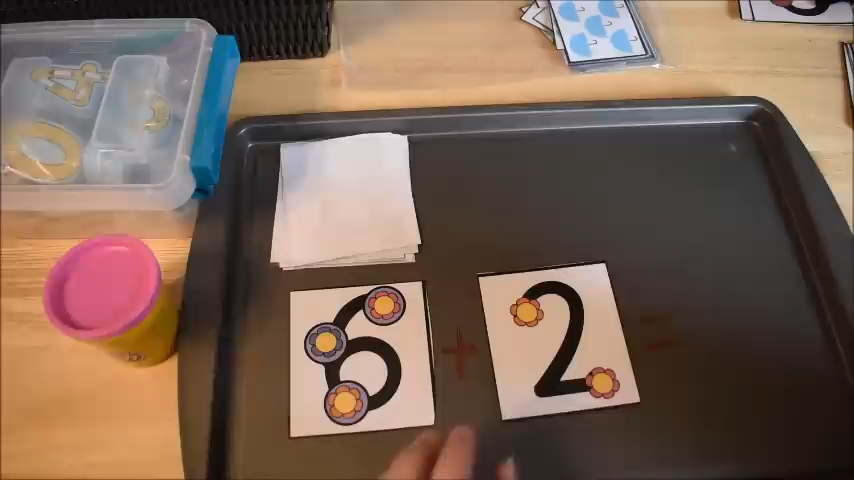 6 + 2 =